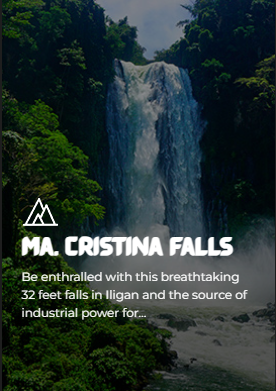 MA. CRISTINA FALLS
Be enthralled with this breathtaking
32 feet falls in Iligan and the source of
industrial power for...